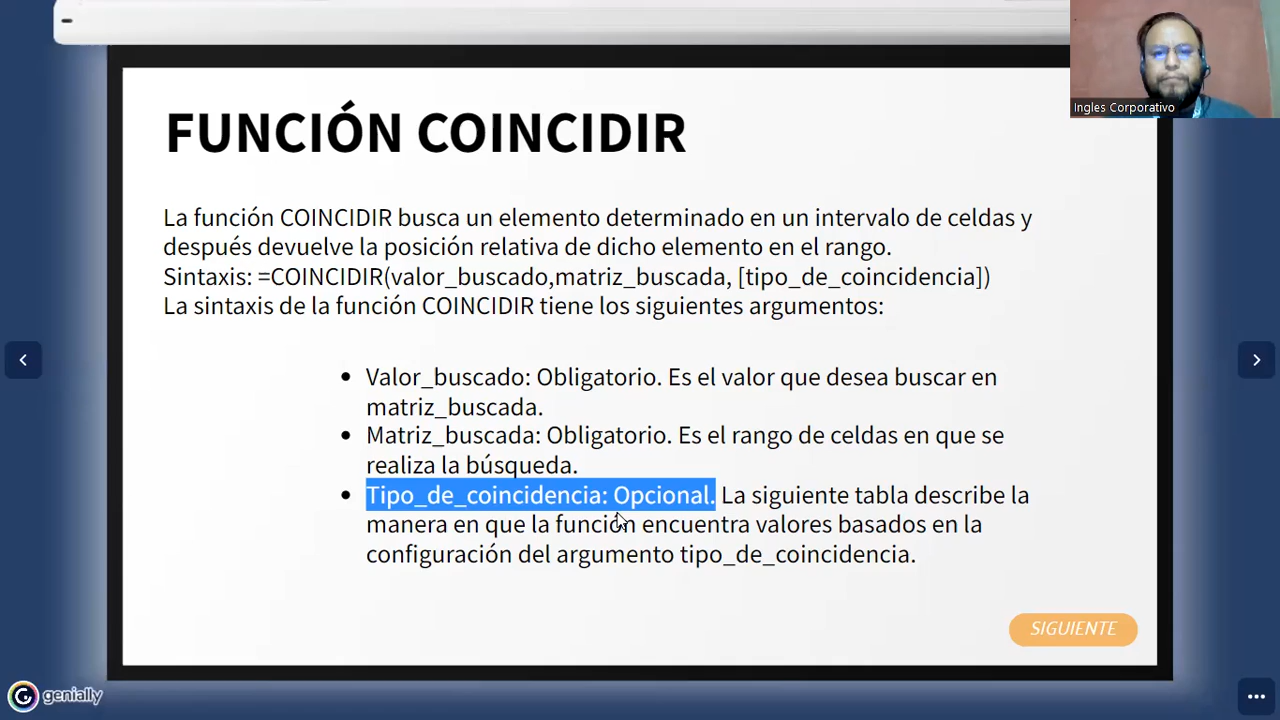 Ingles Corporativo
FUNCIÓN COINCIDIR
La función COINCIDIR busca un elemento determinado en un intervalo de celdas y
después devuelve la posición relativa de dicho elemento en el rango.
Sintaxis: =COINCIDIR(valor_buscado,matriz_buscada, [tipo_de_coincidencia])
La sintaxis de la función COINCIDIR tiene los siguientes argumentos:
• Valor_buscado: Obligatorio. Es el valor que desea buscar en
matriz_buscada.
• Matriz_buscada: Obligatorio. Es el rango de celdas en que se
realiza la búsqueda.
• Tipo_de_coincidencia: Opcional. La siguiente tabla describe la
manera en que la función encuentra valores basados en la
configuración del argumento tipo_de_coincidencia.
SIGUIENTE
genially